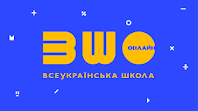 ЗШО
ОНЛАЙН
ВСЕУКРАЇНСЬКА ШКОЛА